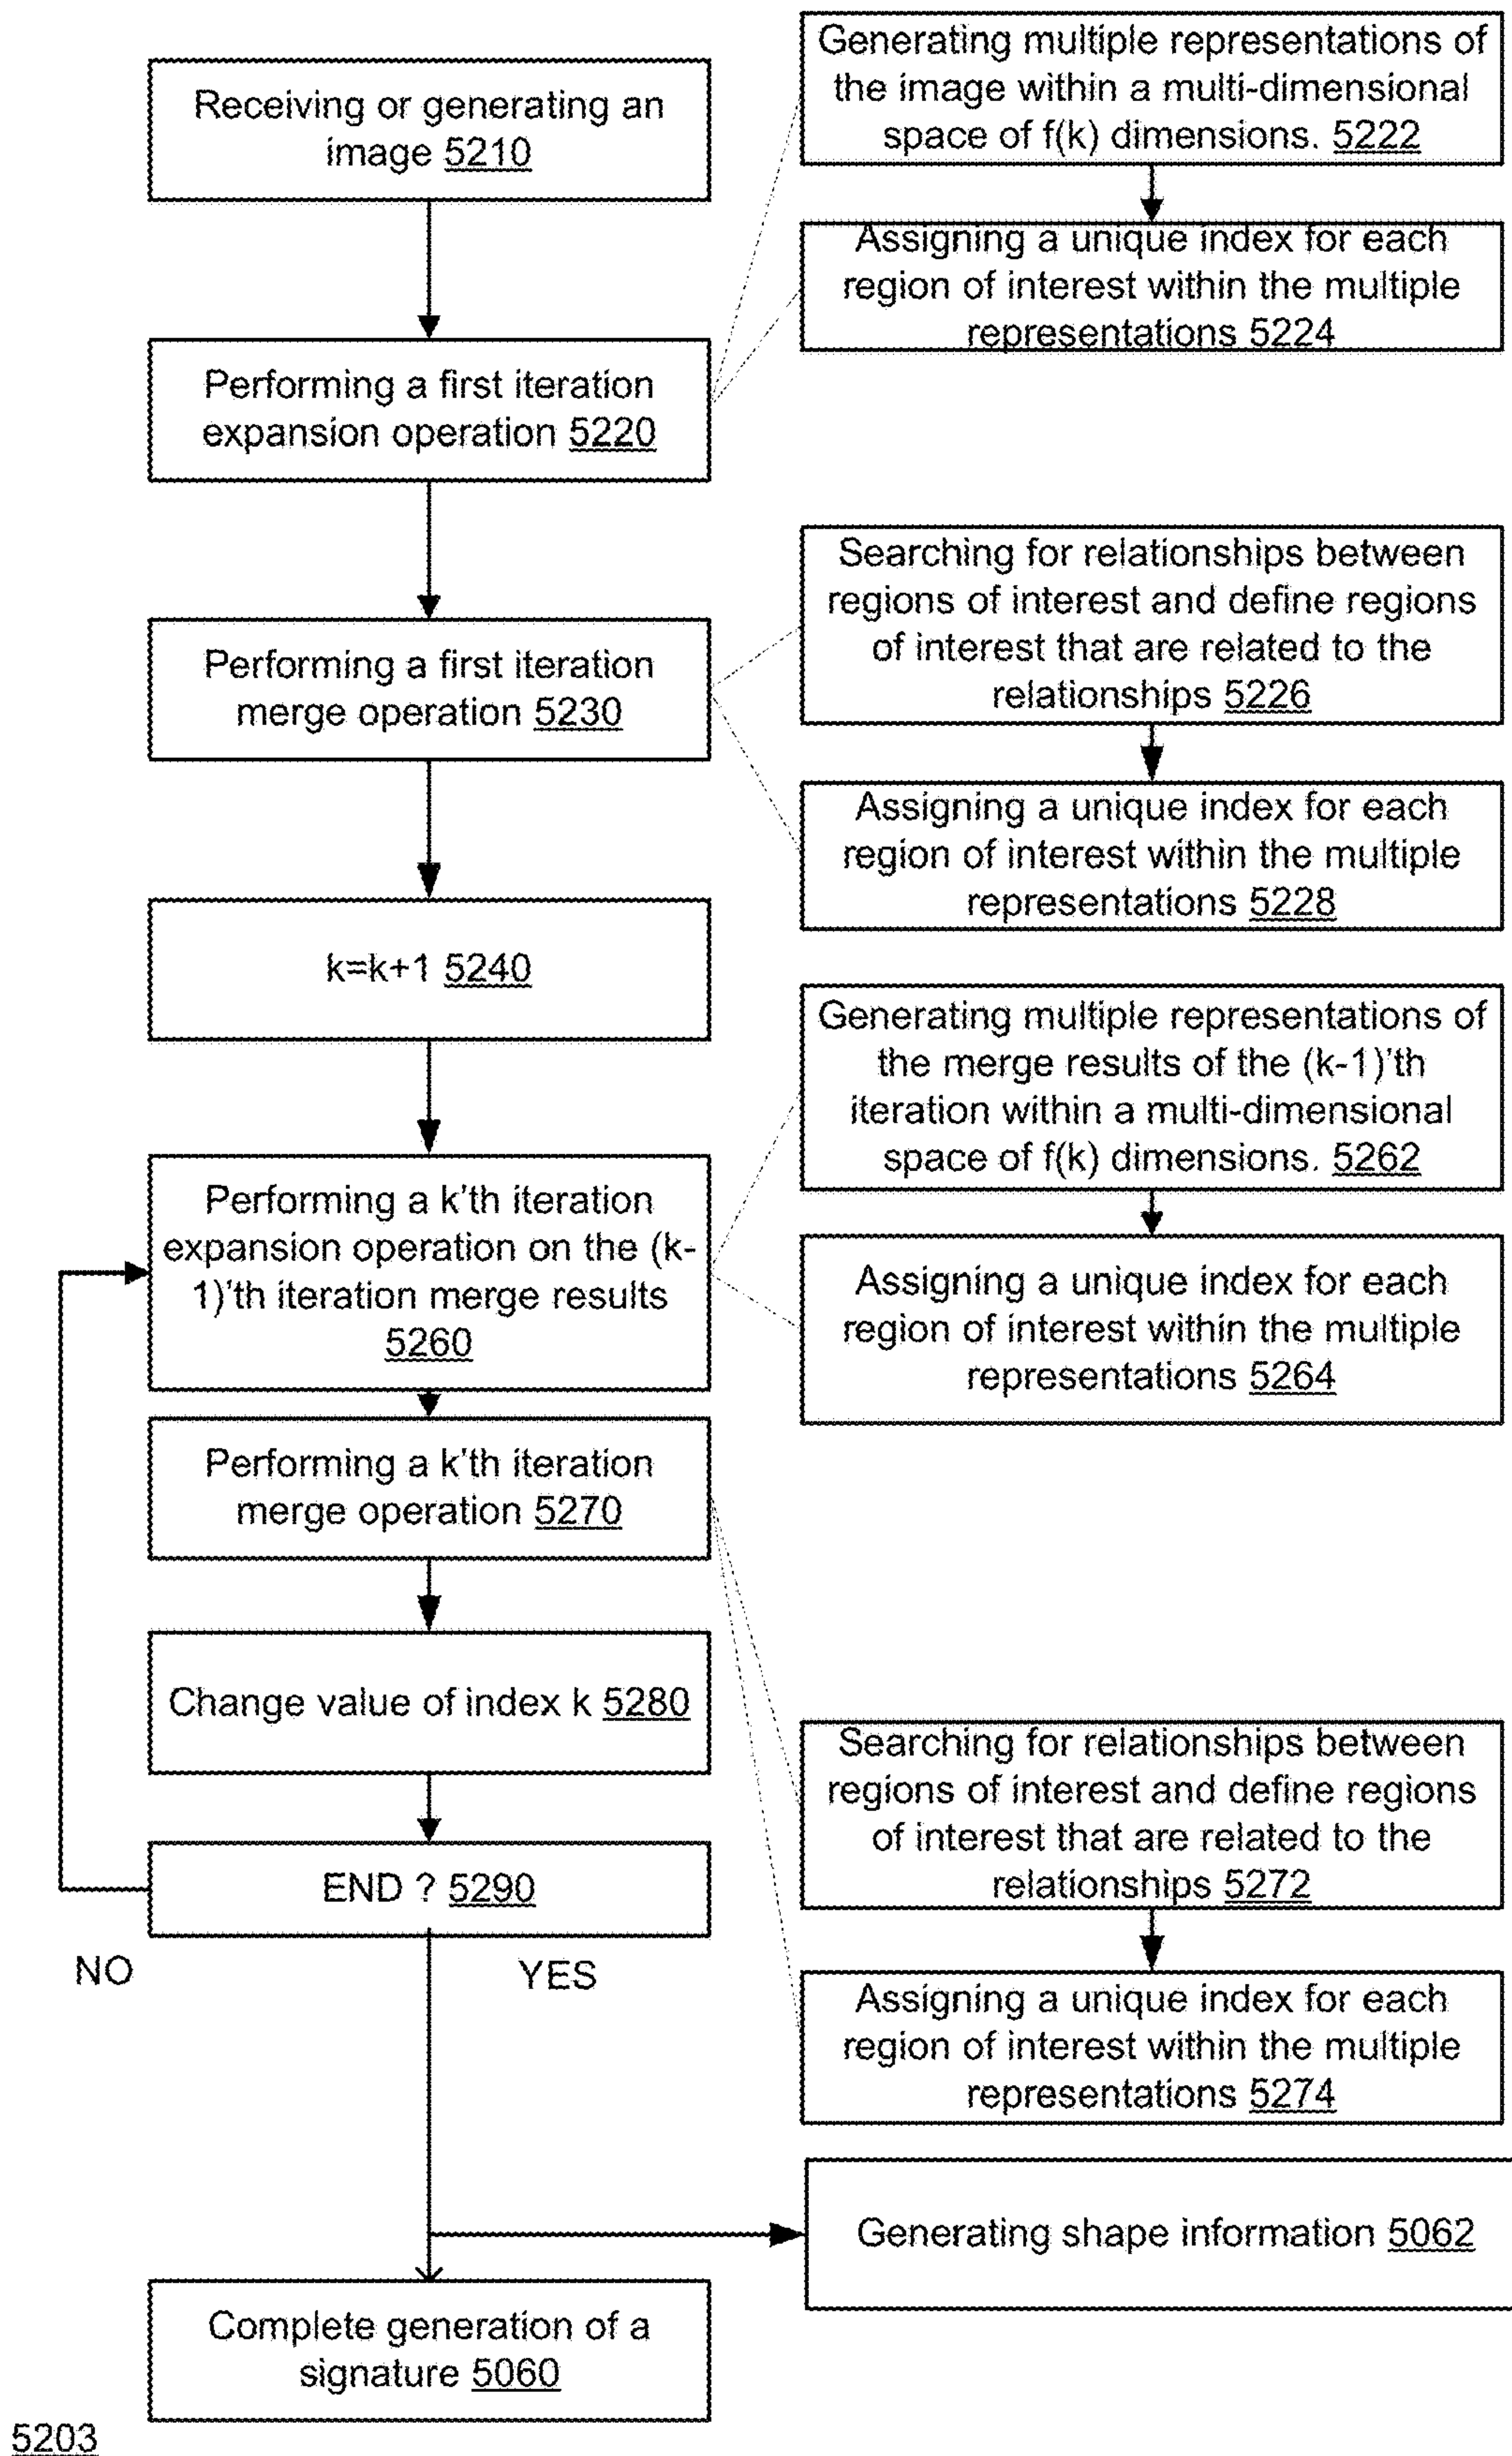 Receiving or generating an
image 5210
Generating multiple representations of
the image within a multi-dimensional
space of f(k) dimensions. 5222
Assigning a unique index for each
region of interest within the multiple
representations 5224
Performing a first iteration
expansion operation 5220
Searching for relationships between
regions of interest and define regions
of interest that are related to the
relationships 5226
Performing a first iteration
merge operation 5230
Assigning a unique index for each
region of interest within the multiple
representations 5228
k=k+1 5240
Generating multiple representations of
the merge results of the (k-1)'th
iteration within a multi-dimensional
space of f(k) dimensions. 5262
Performing a k'th iteration
expansion operation on the (k-
1)'th iteration merge results
5260
Assigning a unique index for each
region of interest within the multiple
representations 5264
Performing a k'th iteration
merge operation 5270
Change value of index k 5280
Searching for relationships between
regions of interest and define regions
of interest that are related to the
relationships 5272
END ? 5290
NO
YES
Assigning a unique index for each
region of interest within the multiple
representations 5274
Generating shape information 5062
Complete generation of a
signature 5060
5203